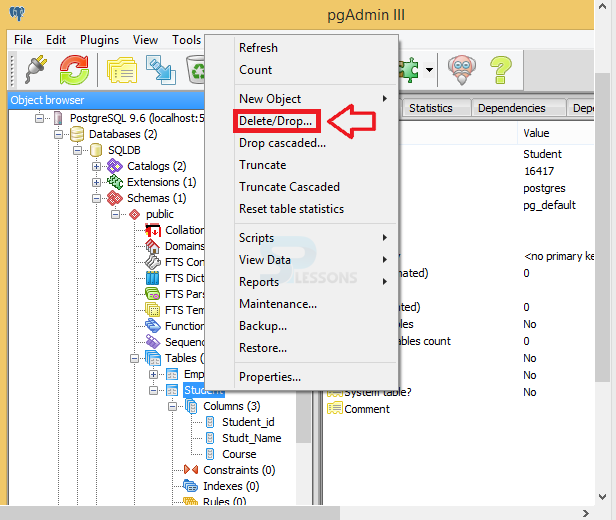 pgAdmin III
File Edit Plugins View Tools
Object browser
PostgreSQL 9.6 (localhost:5
Databases (2)
SQLDB
Catalogs (2)
Extensions (1)
Schemas (1)
public
Collation
Domains
FTS Con
FTS Dict
FTS Par
FTS Tem
Function
Sequenc
Tables (
Emp
Student
Columns (3)
Student_id
Studt_Name
Course
Constraints (0)
Indexes (0)
Rules (0)
Refresh
Count
New Object
Delete/Drop...
Drop cascaded...
Truncate
Truncate Cascaded
Reset table statistics
Scripts
View Data
Reports
Maintenance...
Backup...
Restore...
Properties...
LESSONS
Statistics Dependencies Dep
Value
Student
16417
postgres
pg_default
<no primary ke
ated) 0
ated) 0
bles No
ables count 0
No
No
System table? No
Comment